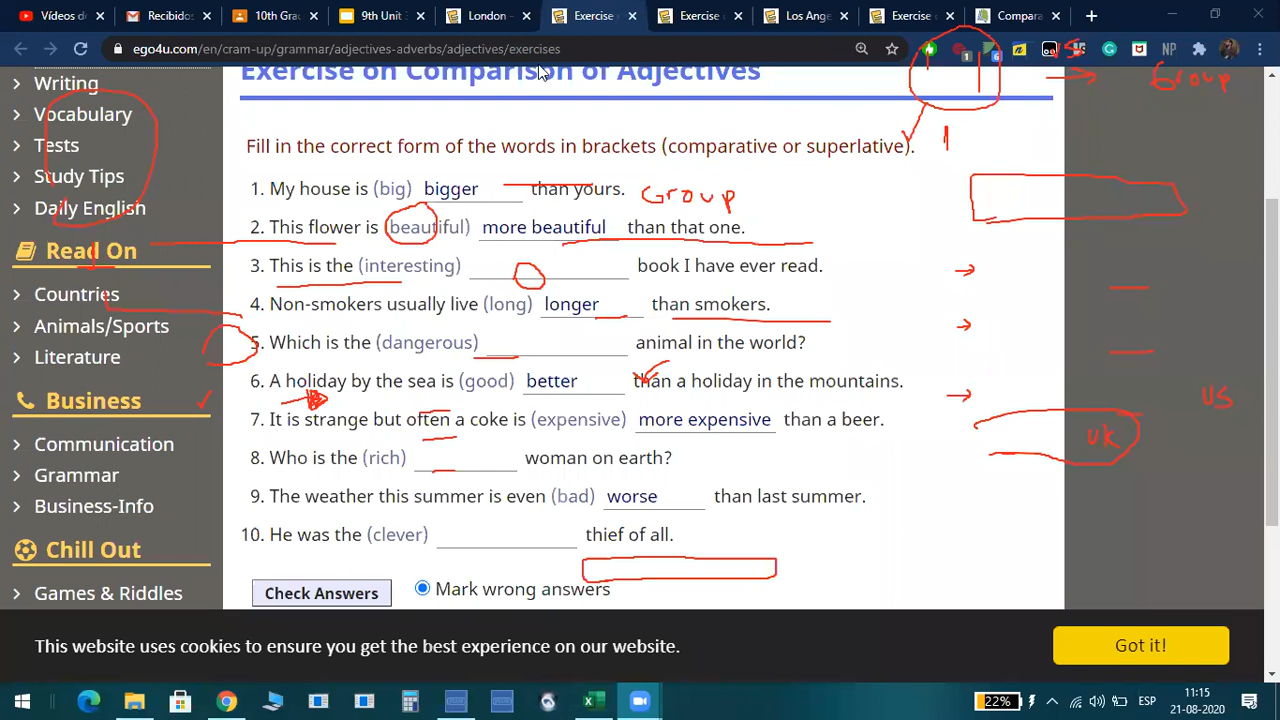 Vídeos d
Recibidos
10th Gra
9th Unit
London -
Exercise
Exercise
Los Ange
Exercise
Compara
ego4u.com/en/cram-up/grammar/adjectives-adverbs/adjectives/exercises
NP
VS
Group
Writing
Vocabulary
Tests
Study Tips
Daily English
Read On
Countries
Animals/Sports
Literature
Business
Communication
Grammar
Business-Info
Chill Out
Games & Riddles
Exercise on Comparison of Adjectives
Fill in the correct form of the words in brackets (comparative or superlative).
1. My house is (big) bigger than yours.
Group
2. This flower is (beautiful) more beautiful than that one.
3. This is the (interesting) book I have ever read.
4. Non-smokers usually live (long) longer than smokers.
5. Which is the (dangerous) animal in the world?
6. A holiday by the sea is (good) better than a holiday in the mountains.
7. It is strange but often a coke is (expensive) more expensive than a beer.
8. Who is the (rich) woman on earth?
9. The weather this summer is even (bad) worse than last summer.
10. He was the (clever) thief of all.
US
UK
Check Answers
Mark wrong answers
This website uses cookies to ensure you get the best experience on our website.
Got it!
22%
ESP
11:15
21-08-2020